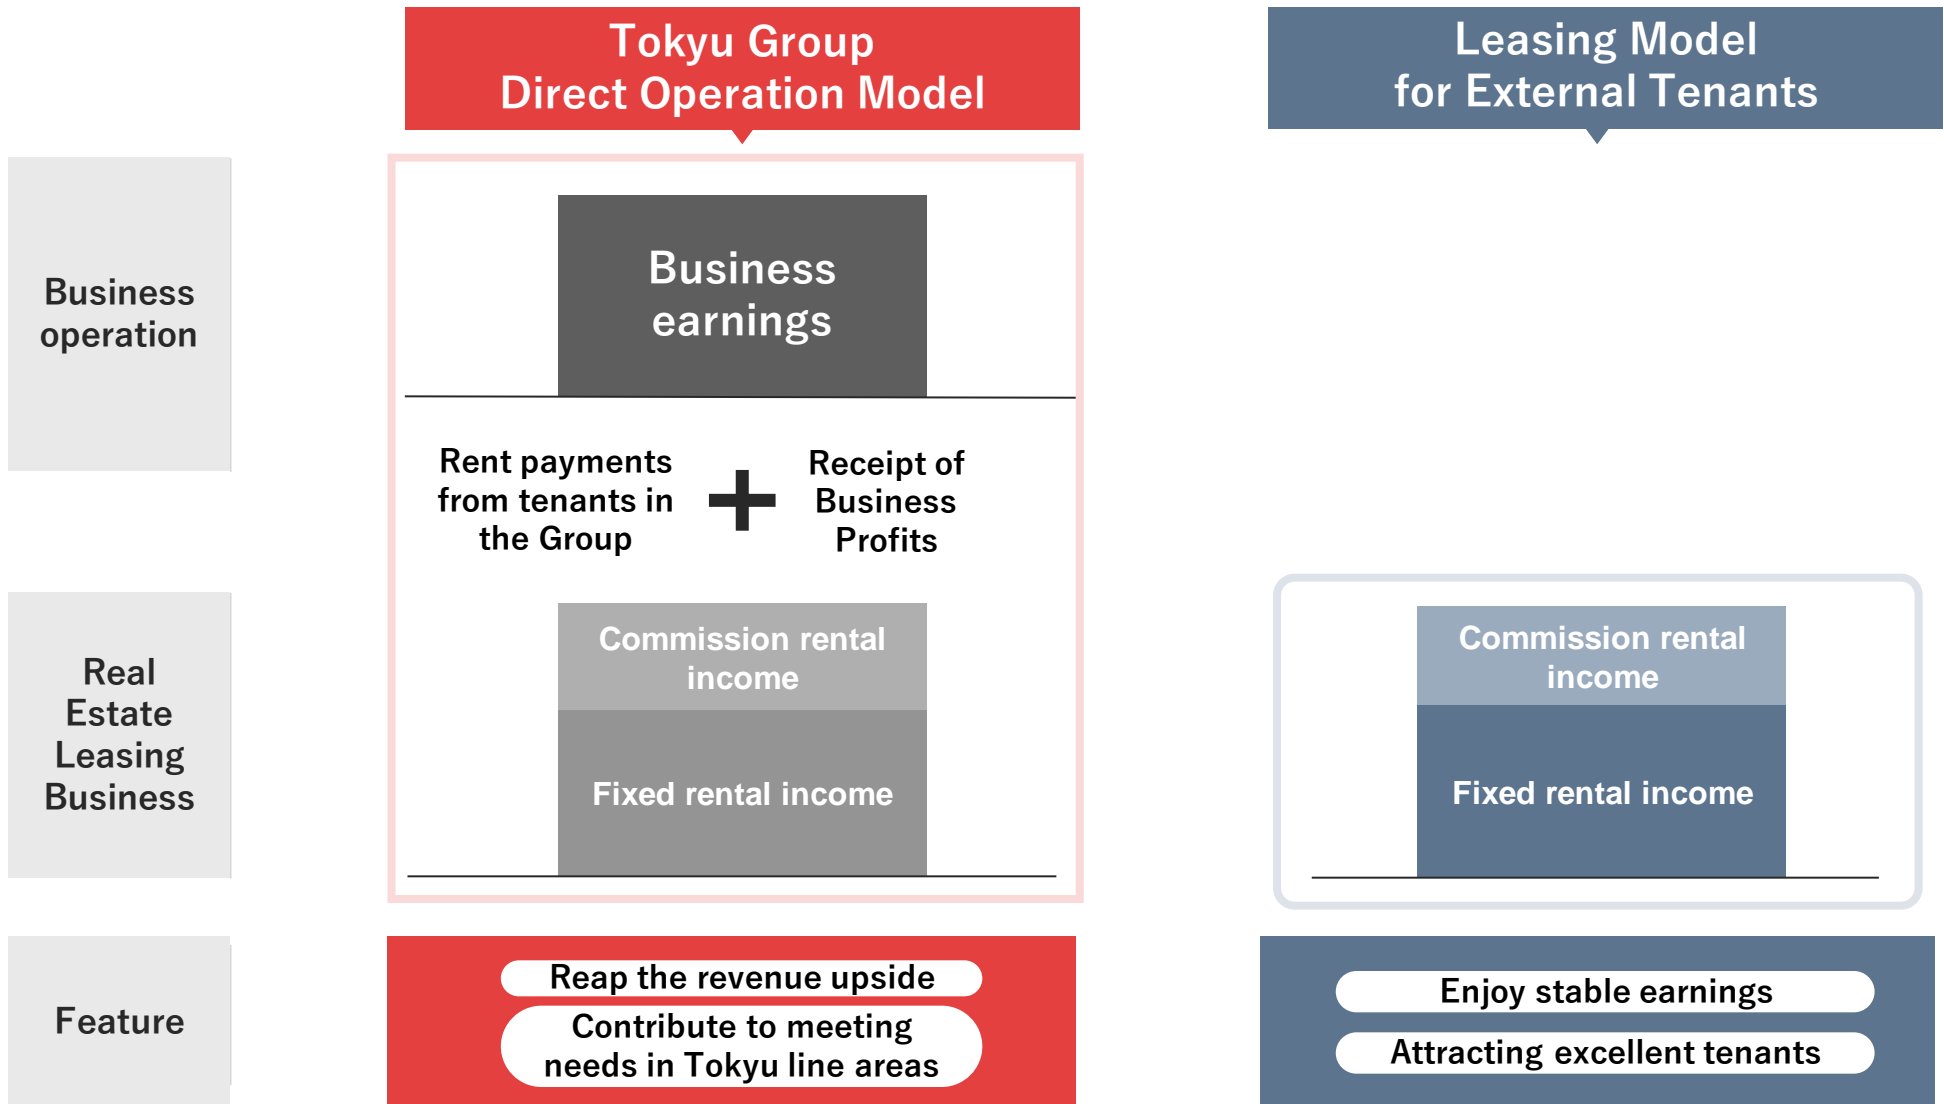 Tokyu Group
Direct Operation Model
Leasing Model
for External Tenants
Business
operation
Business
earnings
Rent payments
from tenants in
the Group
+
Receipt of
Business
Profits
Real
Estate
Leasing
Business
Commission rental
income
Fixed rental income
Commission rental
income
Fixed rental income
Feature
Reap the revenue upside
Contribute to meeting
needs in Tokyu line areas
Enjoy stable earnings
Attracting excellent tenants